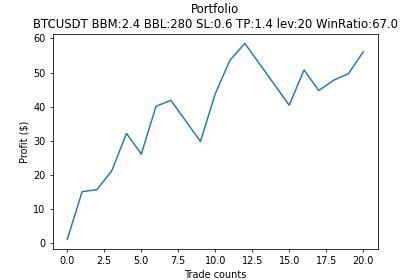 Portfolio
BTCUSDT BBM:2.4 BBL:280 SL:0.6 TP:1.4 lev:20 WinRatio:67.0
60
50
40
30
20
10
0
Profit ($)
0.0 2.5 5.0 7.5 10.0 12.5 15.0 17.5 20.0
Trade counts